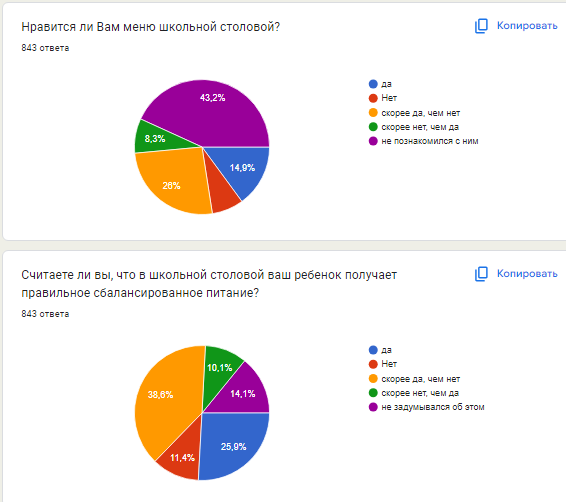 Нравится ли Вам меню школьной столовой?
Копировать
843 ответа
43,2%
8,3%
14,9%
26%
да
Нет
скорее да, чем нет
скорее нет, чем да
не познакомился с ним
Считаете ли вы, что в школьной столовой ваш ребенок получает
правильное сбалансированное питание?
Копировать
843 ответа
10,1%
38,6%
14,1%
25,9%
11,4%
да
Нет
скорее да, чем нет
скорее нет, чем да
не задумывался об этом